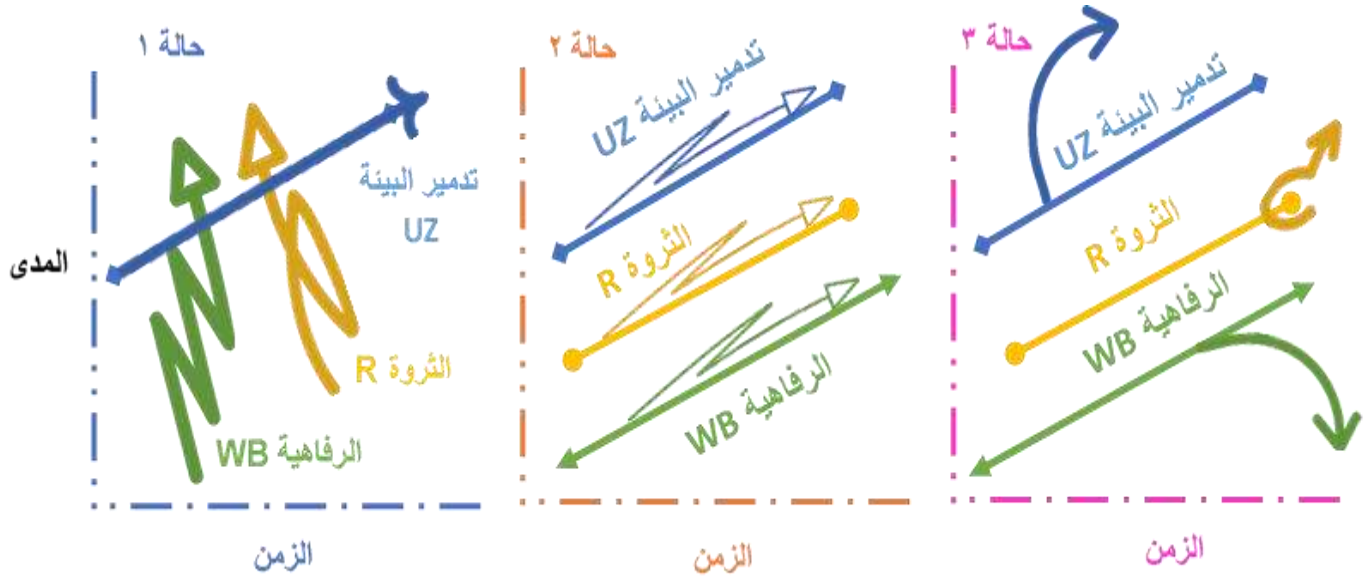 حالة ١
تدمير البيئة
UZ
الثروة R
الرفاهية WB
المدى
الزمن
حالة ٢
تدمير البيئة UZ
الثروة R
الرفاهية WB
الزمن
حالة ٣
تدمير البيئة UZ
الثروة R
الرفاهية WB
الزمن